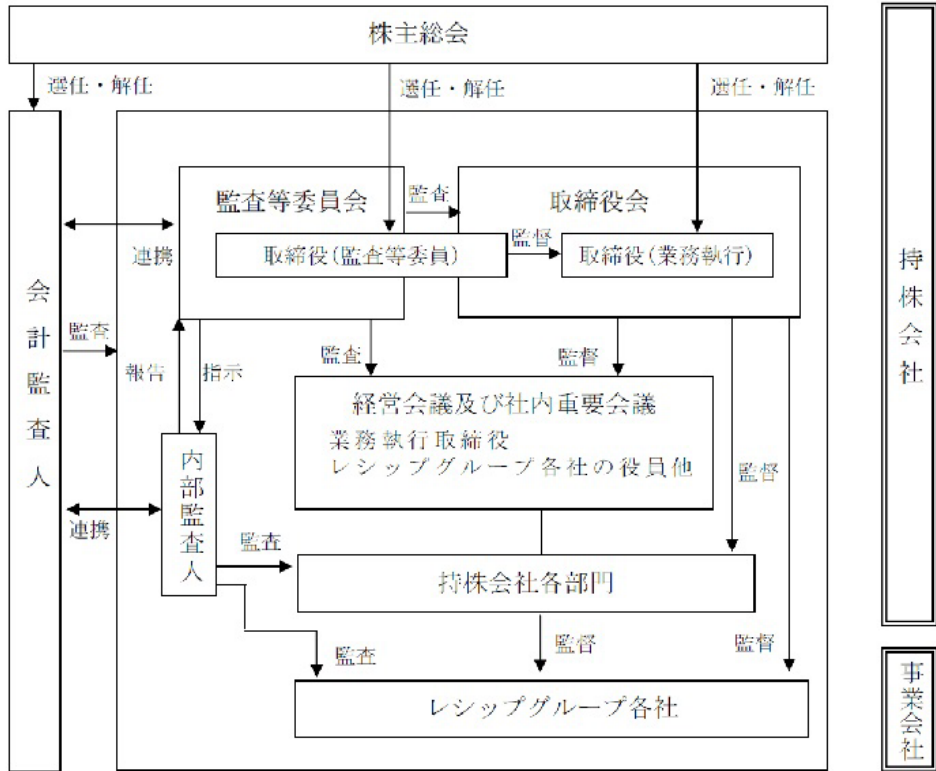 株主総会
選任・解任
選任・解任
選任・解任
監査等委員会
監査
取締役会
連携
取締役(監査等委員)
監督
取締役(業務執行)
会計監査人
監査
報告
指示
監査
監督
経営会議及び社内重要会議
業務執行取締役
レシップグループ各社の役員他
内部監査人
監督
連携
監査
持株会社各部門
監査
監督
監督
レシップグループ各社
持株会社
事業会社